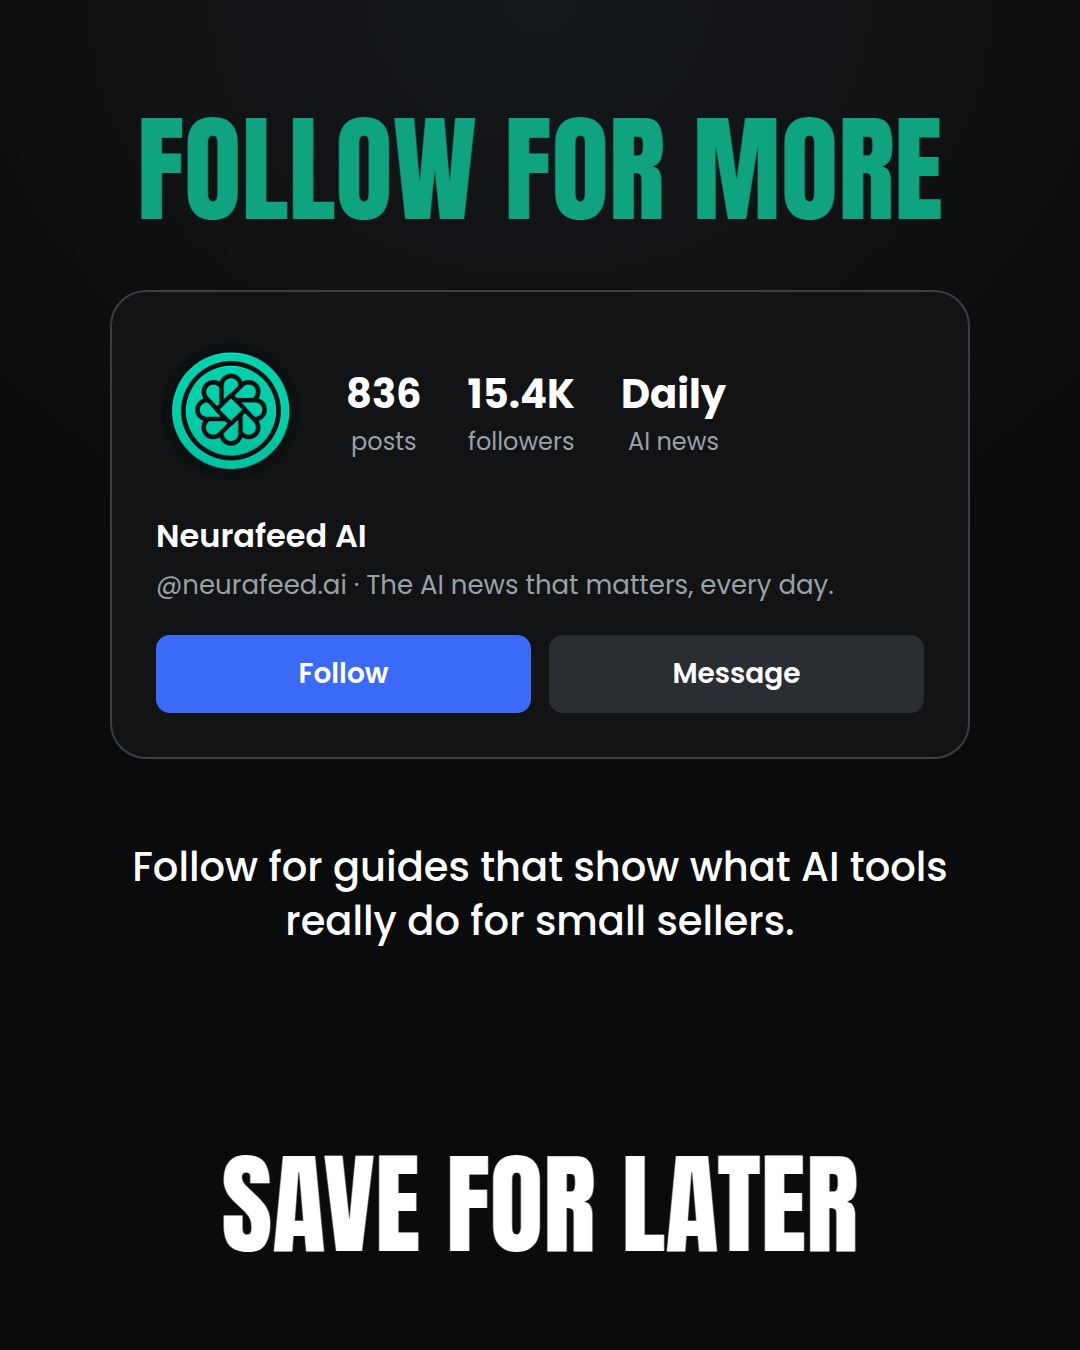 FOLLOW FOR MORE
836 15.4K Daily
posts followers AI news
Neurafeed AI
@neurafeed.ai · The AI news that matters, every day.
Follow Message
Follow for guides that show what AI tools
really do for small sellers.
SAVE FOR LATER